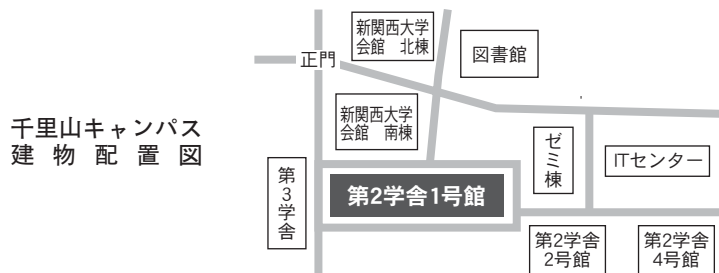 千里山キャンパス
建物配置図
新関西大学
会館 北棟
図書館
正門
新関西大学
会館 南棟
ゼミ棟
ITセンター
第3学舎
第2学舎1号館
第2学舎
2号館
第2学舎
4号館